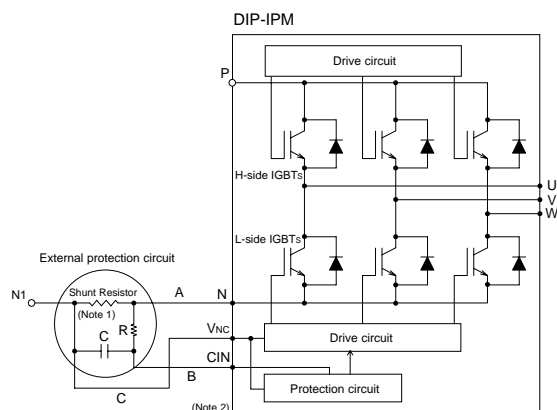 DIP-IPM
Drive circuit
P
H-side IGBTS
U
V
W
L-side IGBTS
External protection circuit
Shunt Resistor
A
N1
N
(Note 1)
VNC
R
Drive circuit
C
CIN
B
C
Protection circuit
(Note 2)